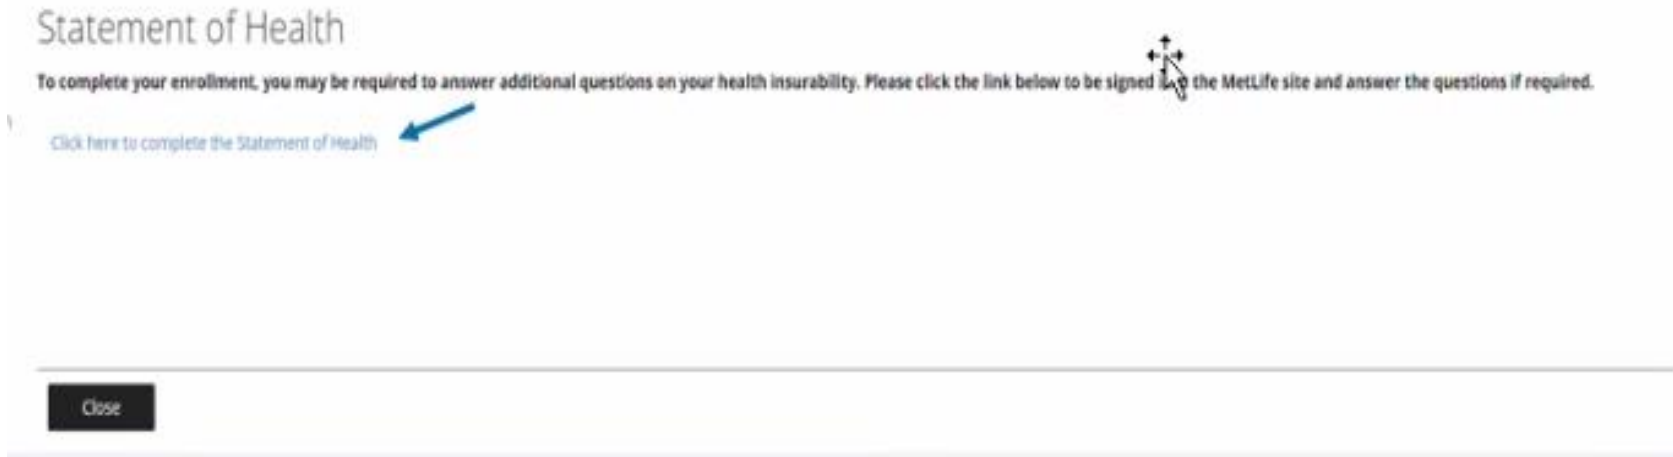 Statement of Health
To complete your enrollment, you may be required to answer additional questions on your health insurability. Please click the link below to be signed the MetLife site and answer the questions if required.
Click here to complete the Statement of Health
Close